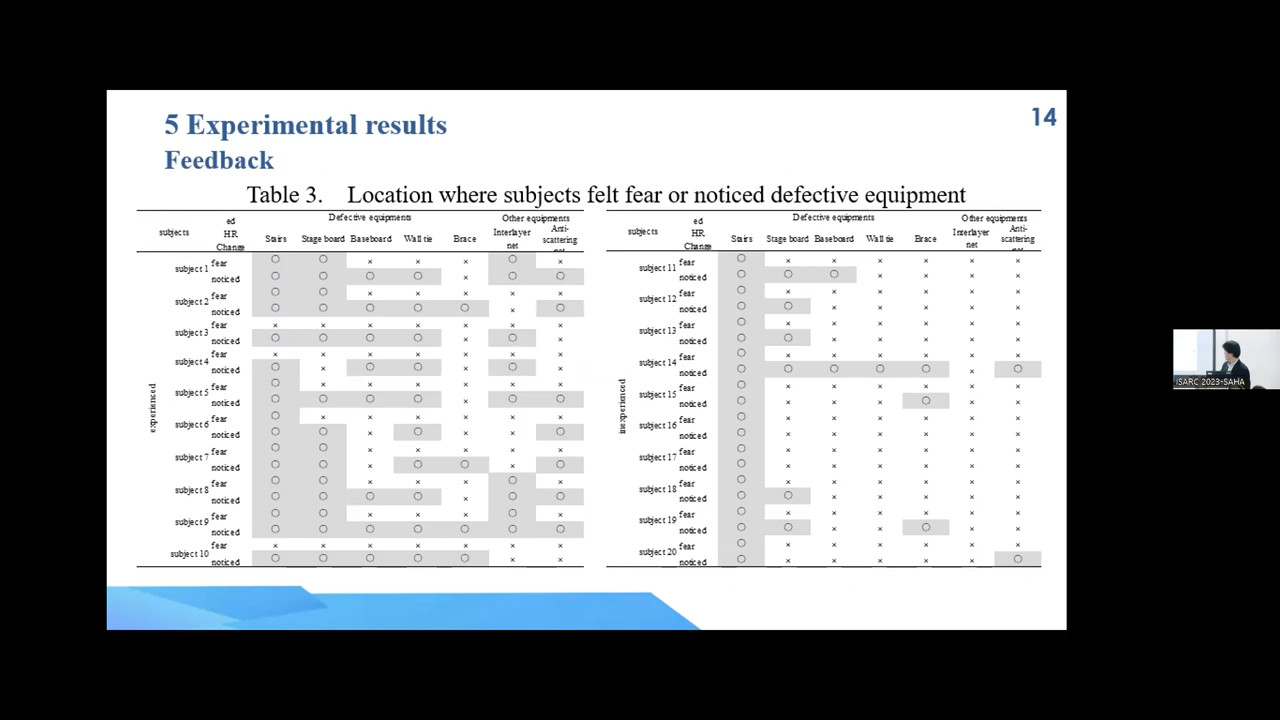 5 Experimental results
14
Feedback
Table 3. Location where subjects felt fear or noticed defective equipment
subjects
ed
HR
Change
Defective equipments
Other equipments
Stairs Stage board Baseboard Wall tie Brace Interlayer net Anti-scattering
experienced
subject 1 fear ○ ○ × × × ○ ×
noticed ○ ○ ○ ○ × ○ ○
subject 2 fear ○ ○ × × × × ×
noticed ○ ○ ○ ○ ○ × ○
subject 3 fear × × × × × × ×
noticed ○ ○ ○ ○ × ○ ×
subject 4 fear × × × × × × ×
noticed ○ × ○ ○ × ○ ×
subject 5 fear ○ × × × × × ×
noticed ○ ○ ○ ○ × ○ ○
subject 6 fear ○ × × × × × ×
noticed ○ ○ × ○ × × ○
subject 7 fear ○ ○ × × × × ×
noticed ○ ○ × ○ ○ × ○
subject 8 fear ○ ○ × × × ○ ×
noticed ○ ○ ○ ○ × ○ ○
subject 9 fear ○ ○ × × × ○ ×
noticed ○ ○ ○ ○ ○ ○ ○
subject 10 fear × × × × × × ×
noticed ○ ○ ○ ○ ○ × ×
subjects
ed
HR
Change
Defective equipments
Other equipments
Stairs Stage board Baseboard Wall tie Brace Interlayer net Anti-scattering
inexperienced
subject 11 fear ○ × × × × × ×
noticed ○ ○ ○ × × × ×
subject 12 fear ○ × × × × × ×
noticed ○ ○ × × × × ×
subject 13 fear ○ × × × × × ×
noticed ○ ○ × × × × ×
subject 14 fear ○ × × × × × ×
noticed ○ ○ ○ ○ ○ × ○
subject 15 fear ○ × × × × × ×
noticed ○ × × × ○ × ×
subject 16 fear ○ × × × × × ×
noticed ○ × × × × × ×
subject 17 fear ○ × × × × × ×
noticed ○ × × × × × ×
subject 18 fear ○ × × × × × ×
noticed ○ ○ × × × × ×
subject 19 fear ○ × × × × × ×
noticed ○ ○ × × ○ × ×
subject 20 fear ○ × × × × × ×
noticed ○ × × × × × ○
ISARC 2023-SAHA